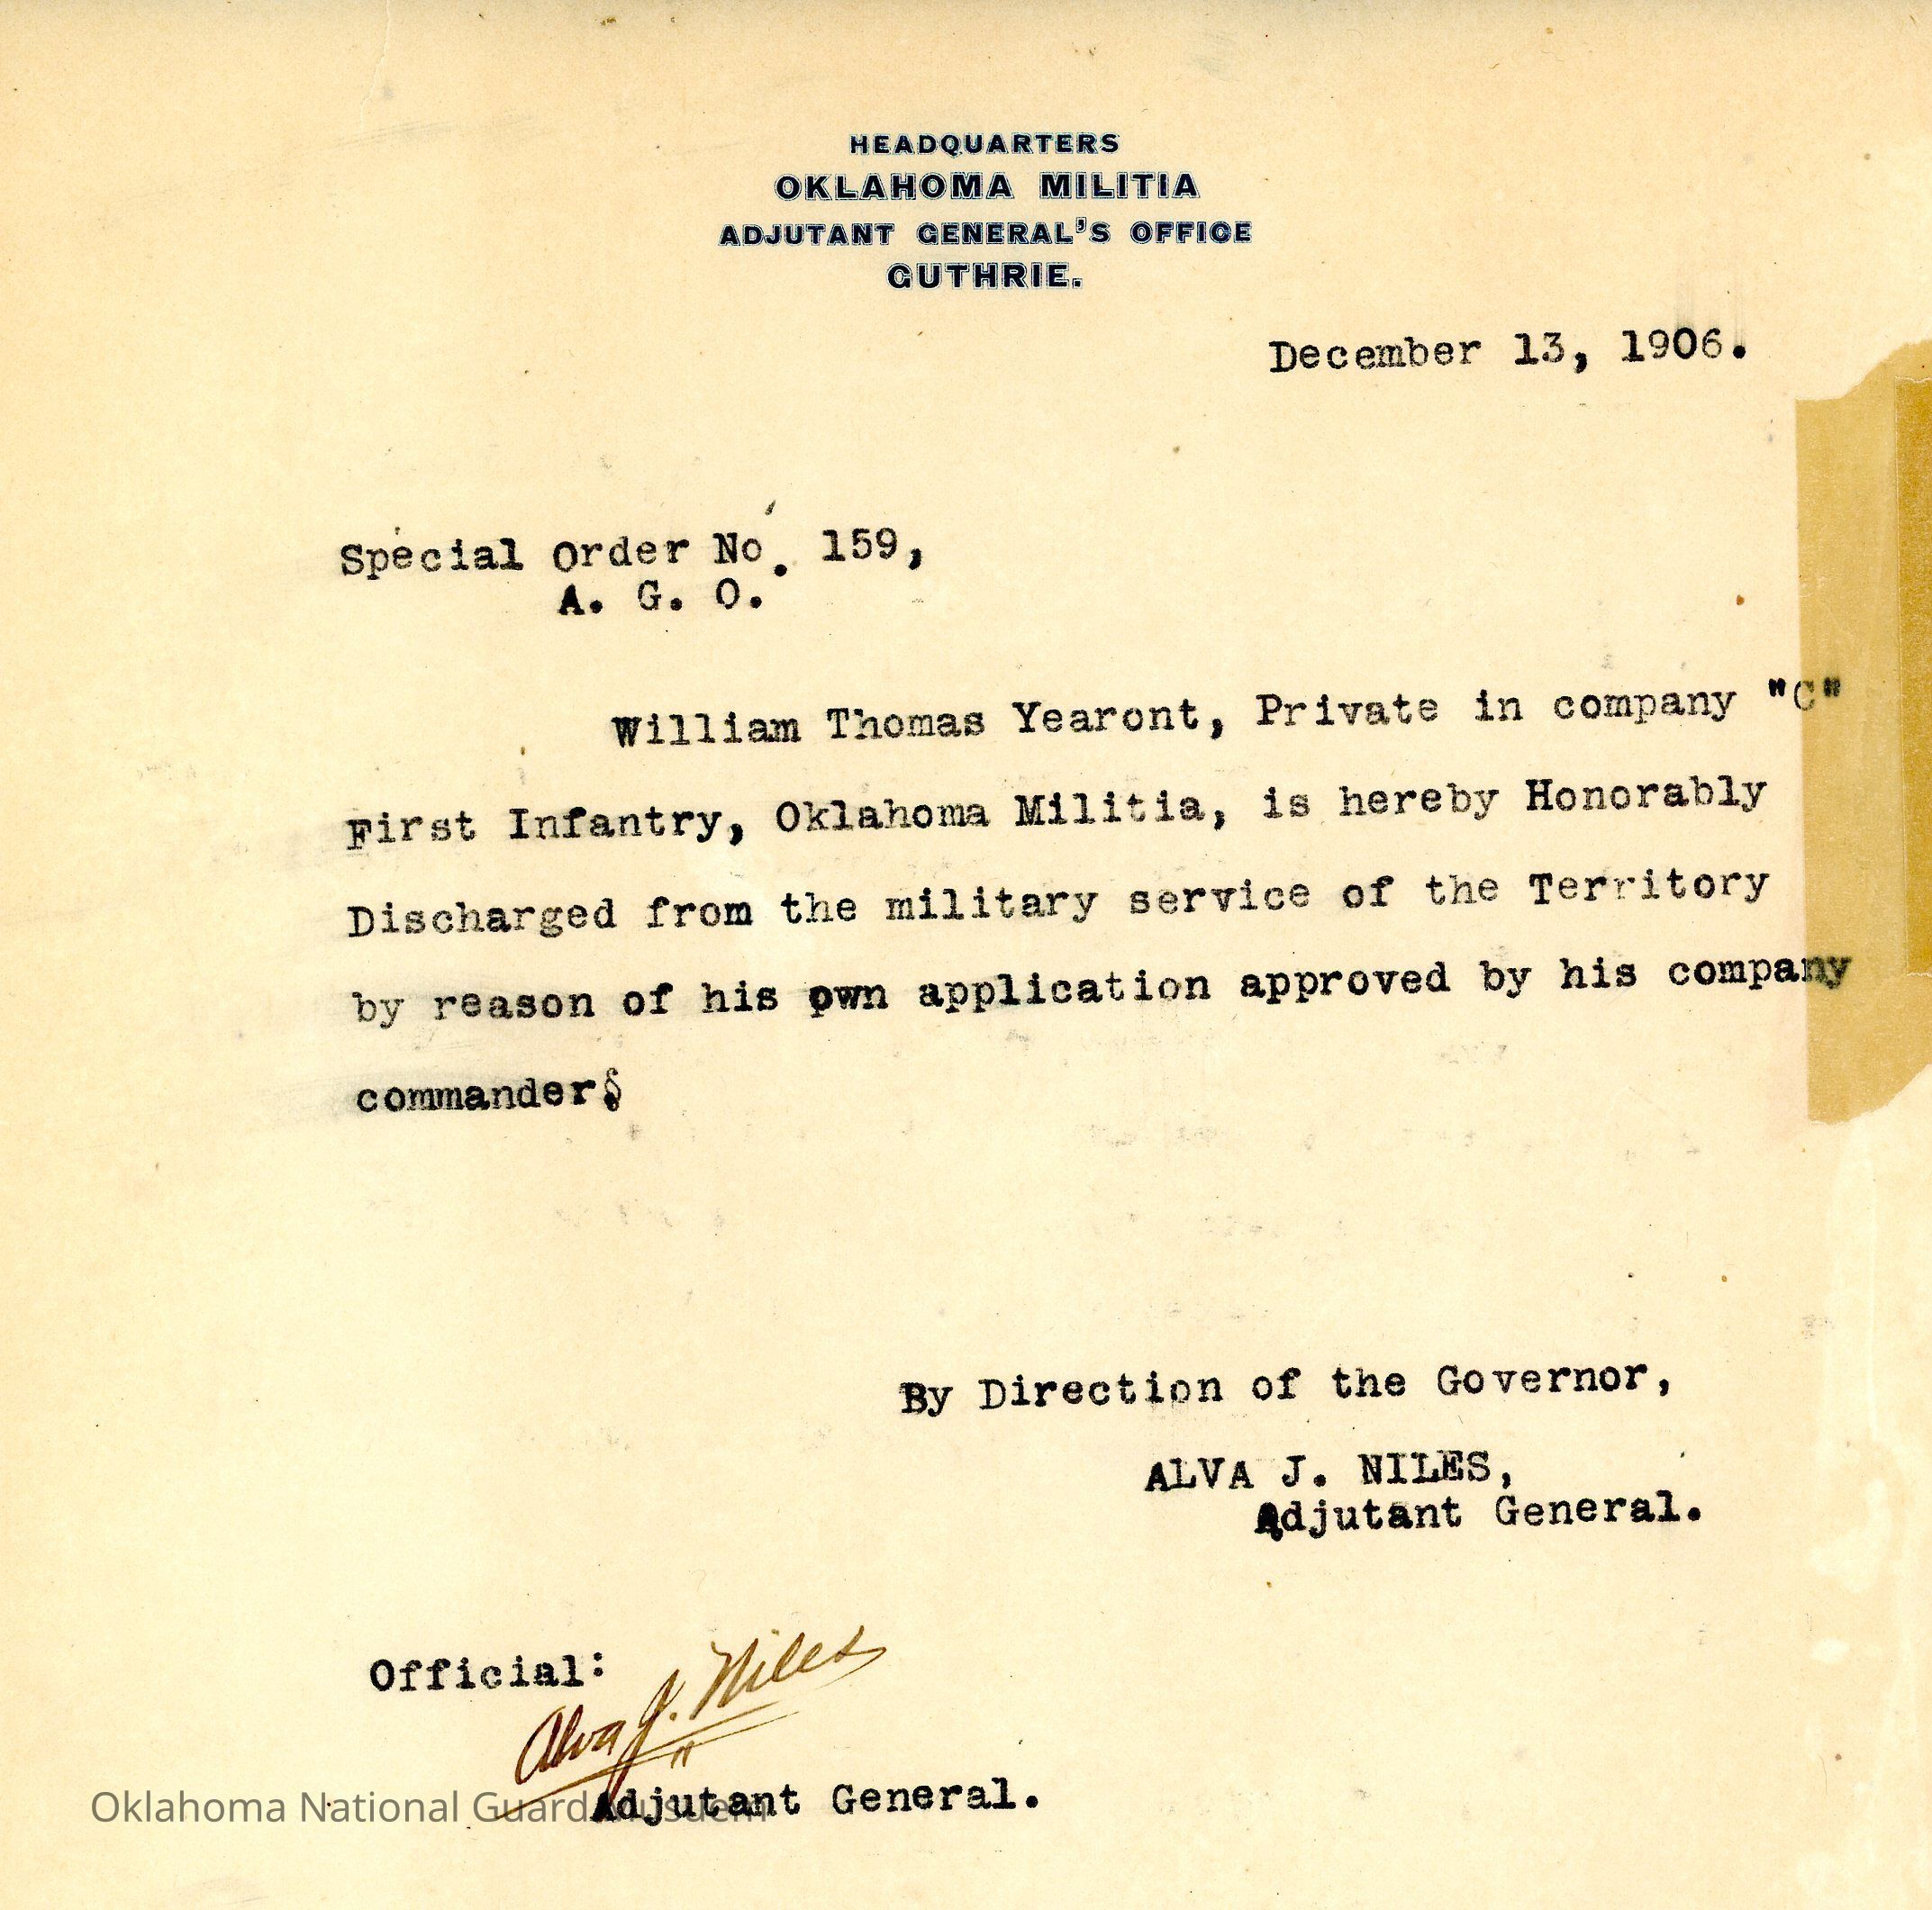 HEADQUARTERS
OKLAHOMA MILITIA
ADJUTANT GENERAL'S OFFICE
GUTHRIE.
December 13, 1906.
Special Order No. 159,
A. G. O.
William Thomas Yearont, Private in company "C"
First Infantry, Oklahoma Militia, is hereby Honorably
Discharged from the military service of the Territory
by reason of his own application approved by his company
commander.
By Direction of the Governor,
ALVA J. NILES,
Adjutant General.
Official:
Alva J. Niles
Adjutant General.
Oklahoma National Guard Museum